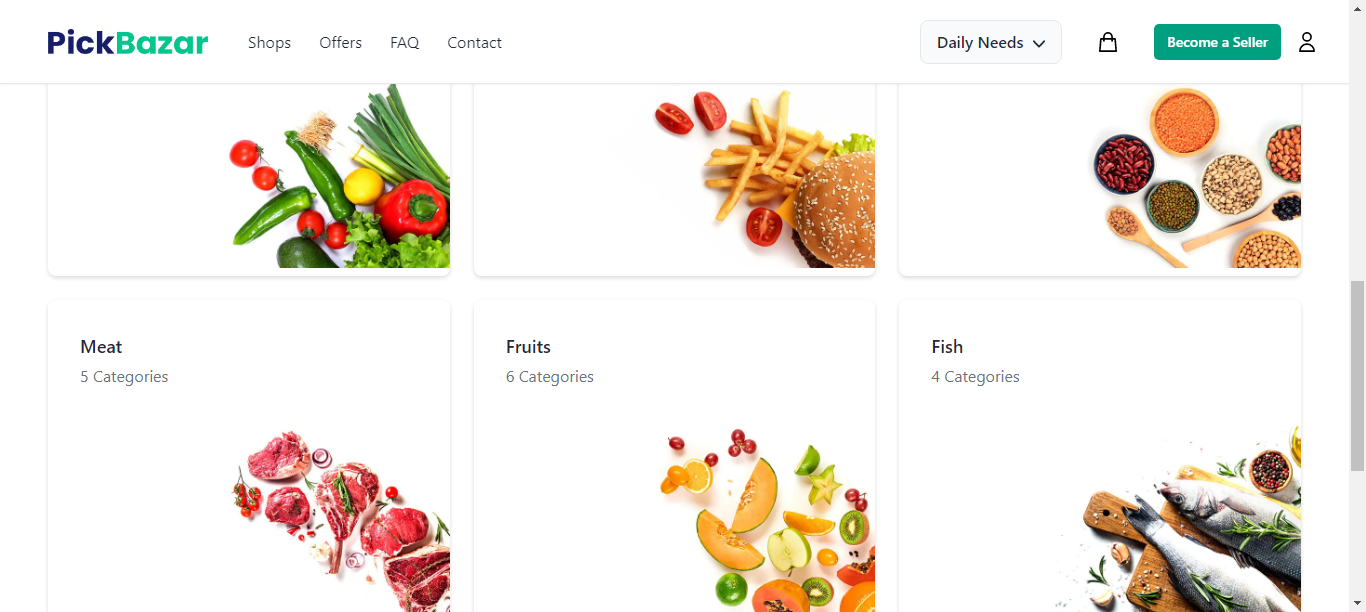 PickBazar
Shops
Offers
FAQ
Contact
Daily Needs
Become a Seller
Meat
5 Categories
Fruits
6 Categories
Fish
4 Categories